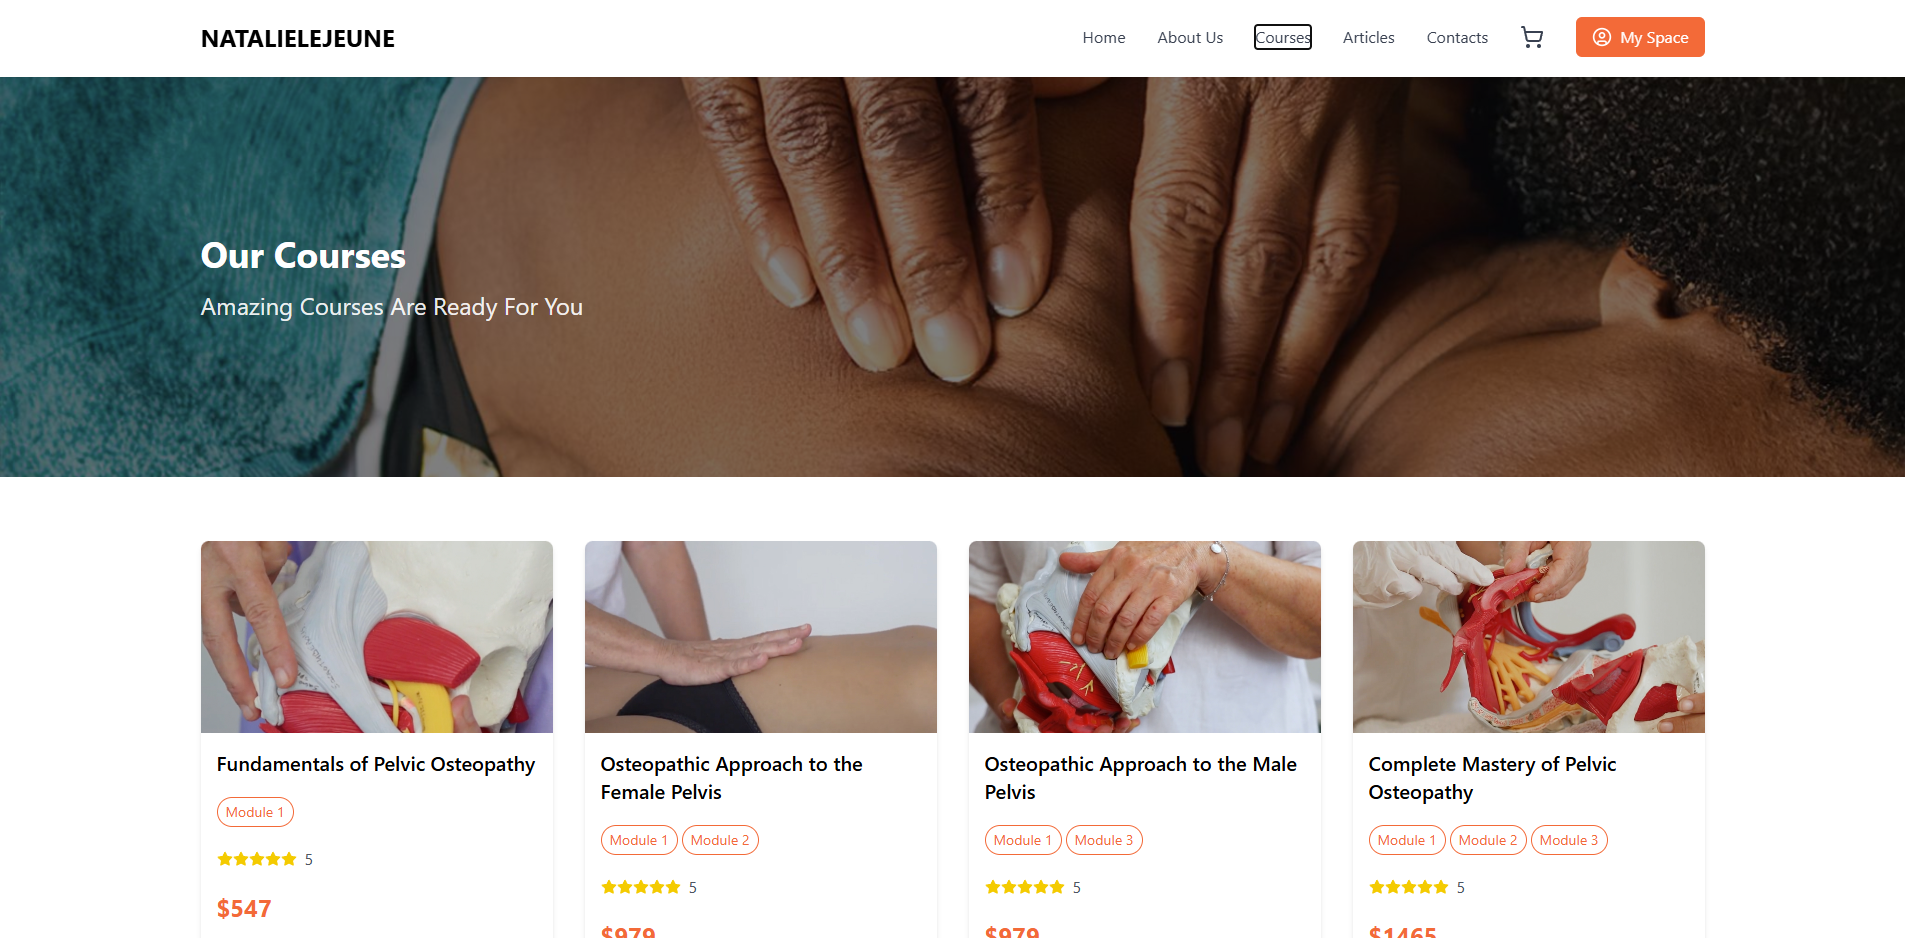 NATALIELEJEUNE
Home About Us Courses Articles Contacts My Space
Our Courses
Amazing Courses Are Ready For You
Fundamentals of Pelvic Osteopathy
Module 1
5
$547
Osteopathic Approach to the
Female Pelvis
Module 1 Module 2
5
$979
Osteopathic Approach to the Male
Pelvis
Module 1 Module 3
5
$979
Complete Mastery of Pelvic
Osteopathy
Module 1 Module 2 Module 3
5
$1465